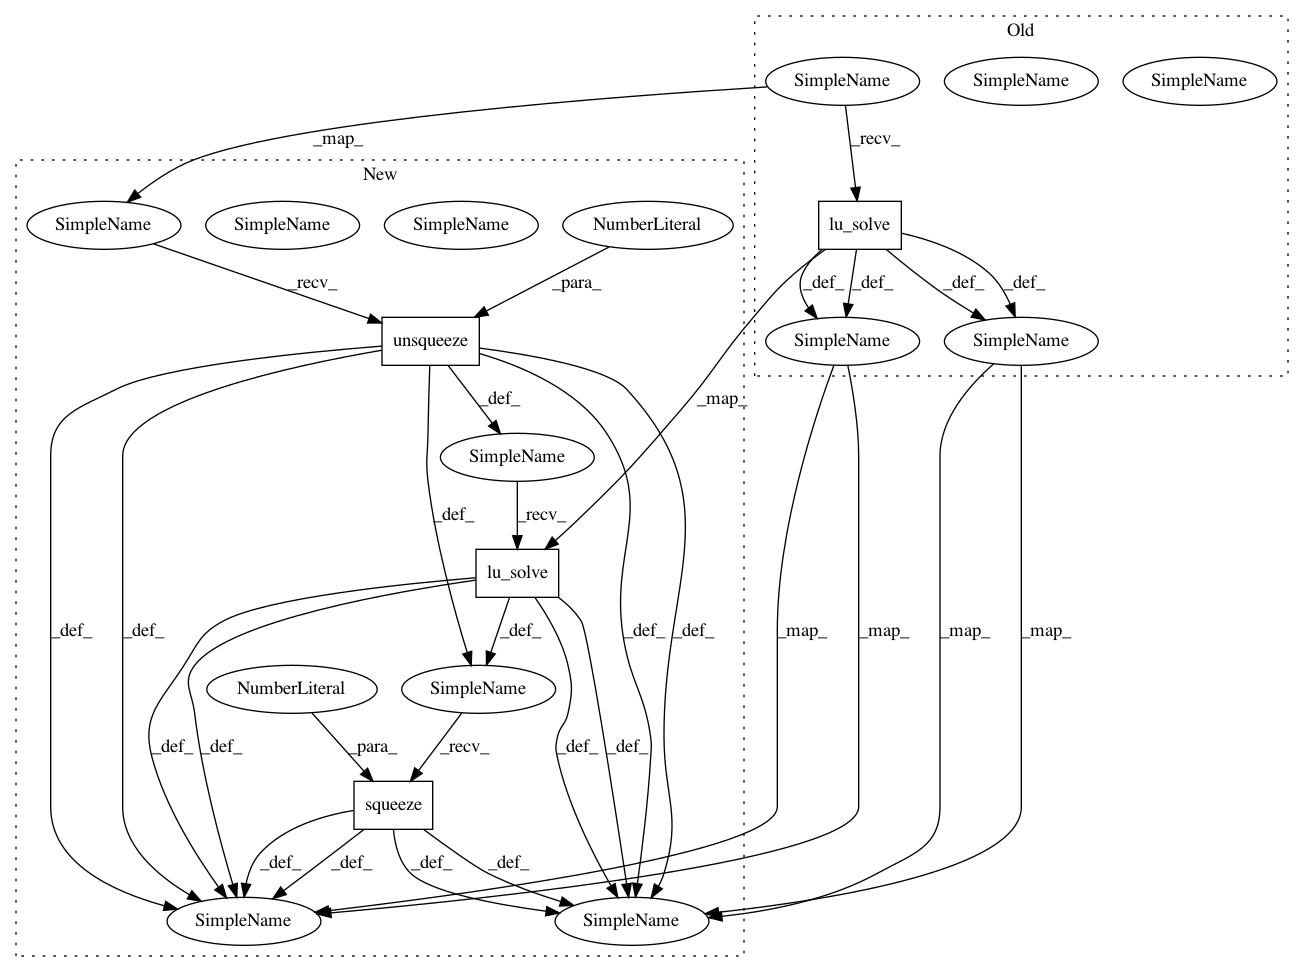 Old
SimpleName
SimpleName
SimpleName
_map_
_recv_
New
SimpleName
SimpleName
SimpleName
NumberLiteral
lu_solve
_recv_
_para_
_def_
_def_
_def_
_def_
unsqueeze
SimpleName
SimpleName
_def_
_map_
SimpleName
_def_
_recv_
lu_solve
_def_
_def_
_def_
_def_
_def_
_map_
_map_
_map_
_map_
NumberLiteral
SimpleName
_def_
_def_
_para_
_recv_
_def_
_def_
squeeze
_def_
_def_
_def_
_def_
SimpleName
SimpleName